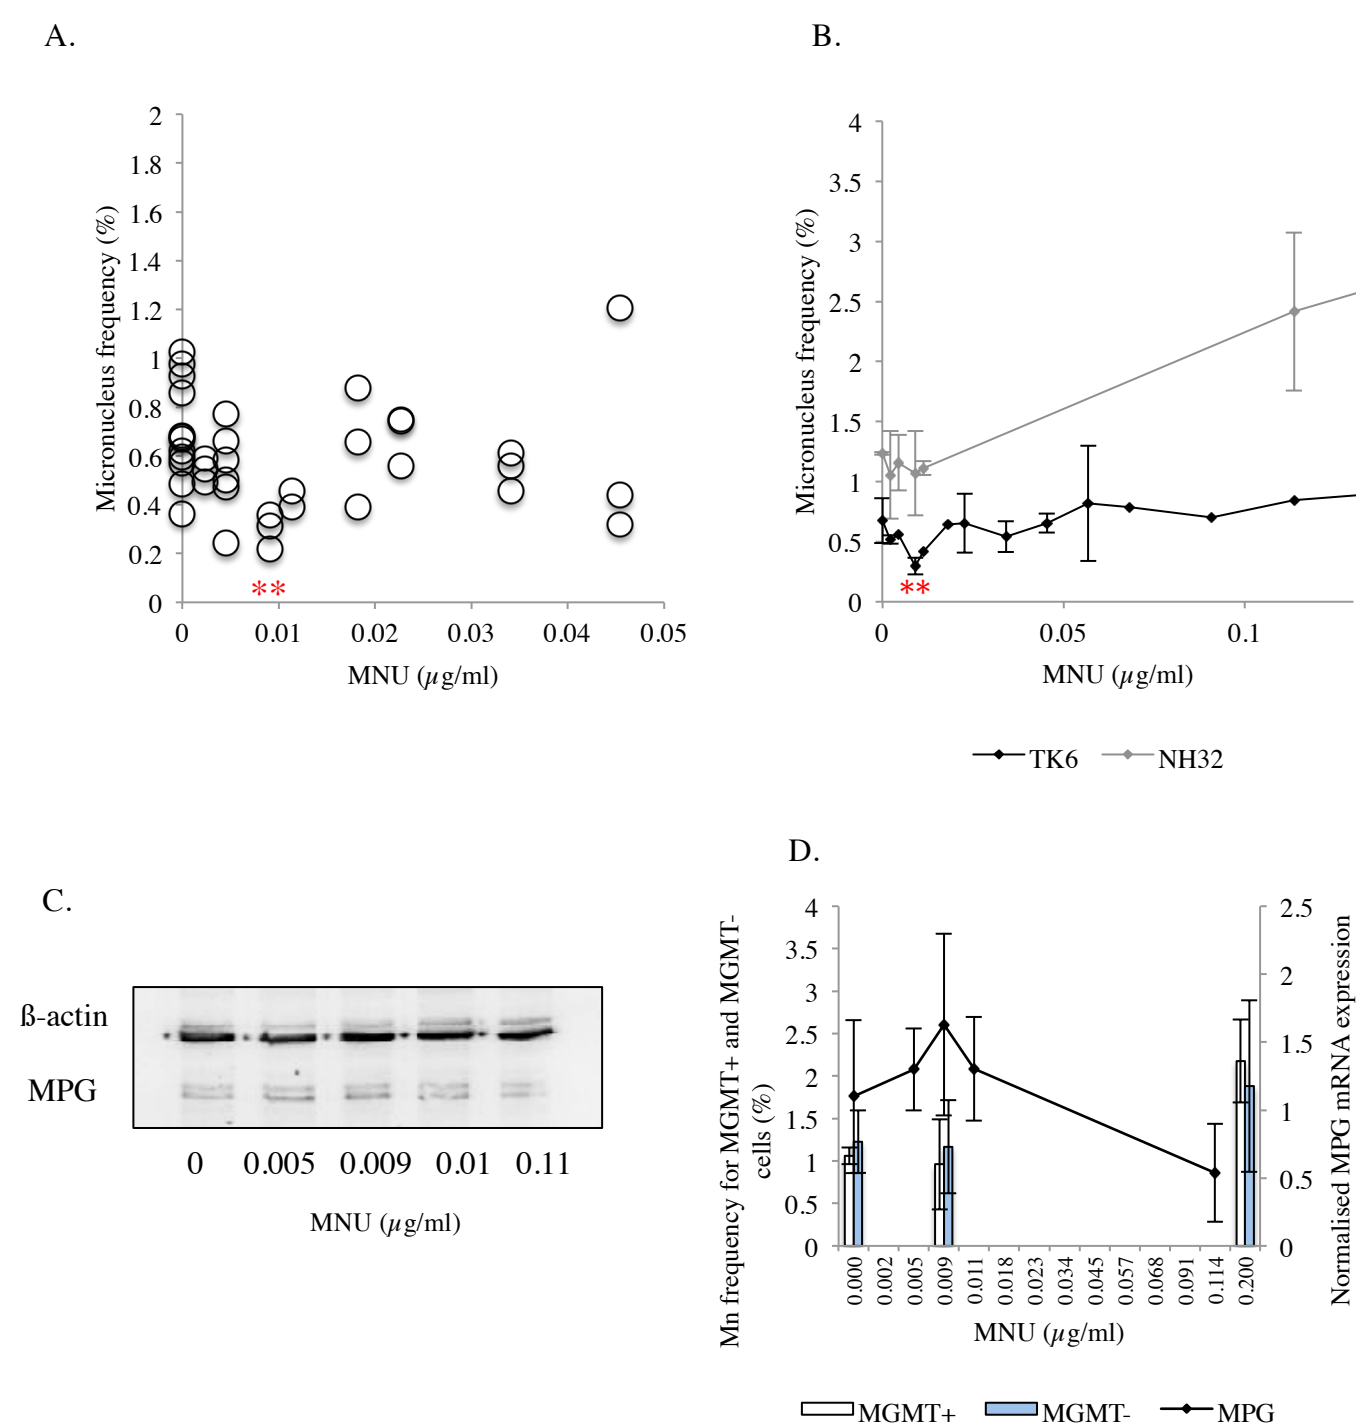 A.
2
1.8
1.6
1.4
1.2
1
0.8
0.6
0.4
0.2
0
Micronucleus frequency (%)
**
0 0.01 0.02 0.03 0.04 0.05
MNU (µg/ml)
B.
4
3.5
3
2.5
2
1.5
1
0.5
0
Micronucleus frequency (%)
**
0 0.05 0.1
MNU (µg/ml)
TK6 NH32
C.
ß-actin
MPG
0 0.005 0.009 0.01 0.11
MNU (µg/ml)
D.
4
3.5
3
2.5
2
1.5
1
0.5
0
Mn frequency for MGMT+ and MGMT-
cells (%)
2.5
2
1.5
1
0.5
0
Normalised MPG mRNA expression
0.000 0.002 0.005 0.009 0.011 0.018 0.023 0.034 0.045 0.057 0.068 0.091 0.114 0.200
MNU (µg/ml)
MGMT+ MGMT- MPG